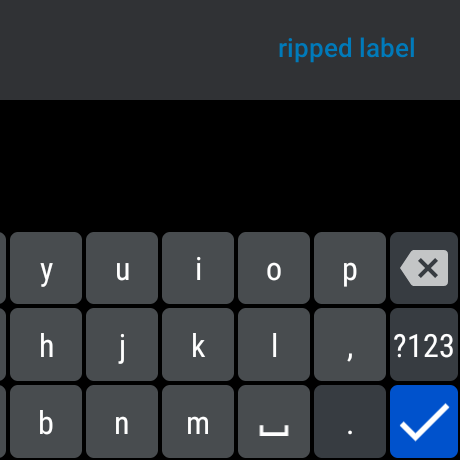 ripped label
y u i o p
h j k l , ?123
b n m .